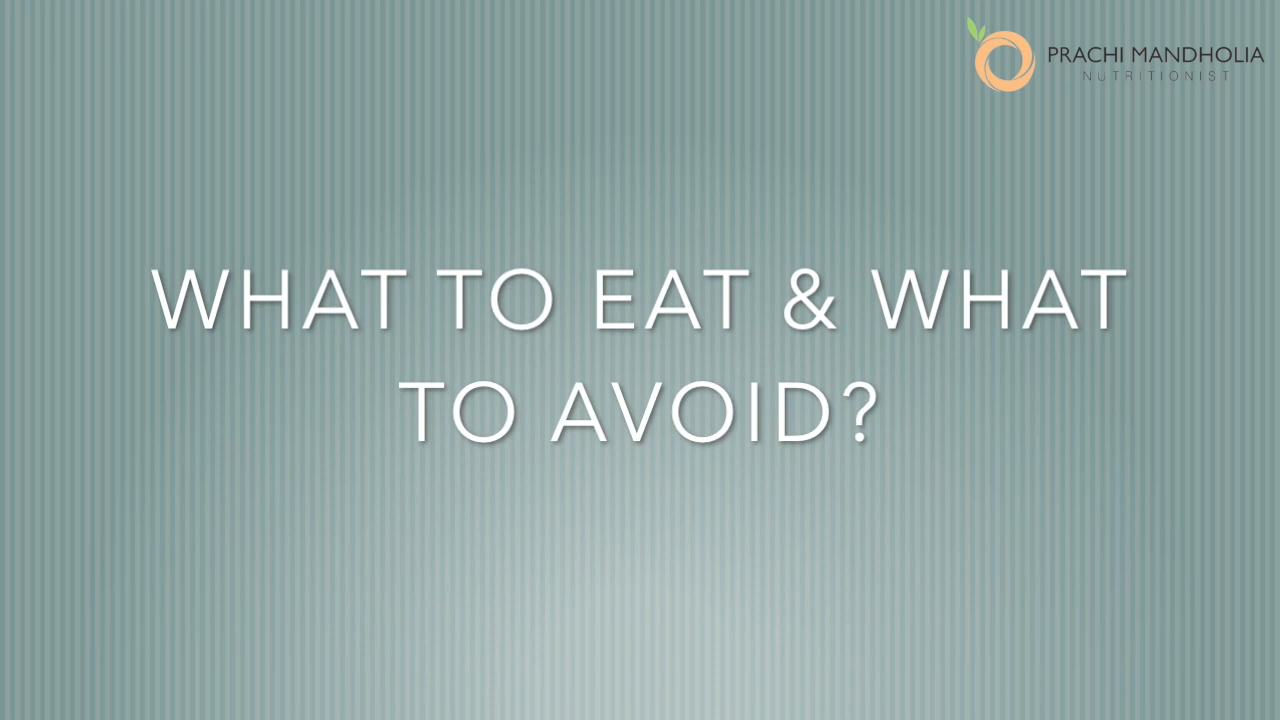 PRACHI MANDHOLIA
NUTRITIONIST
WHAT TO EAT & WHAT
TO AVOID?